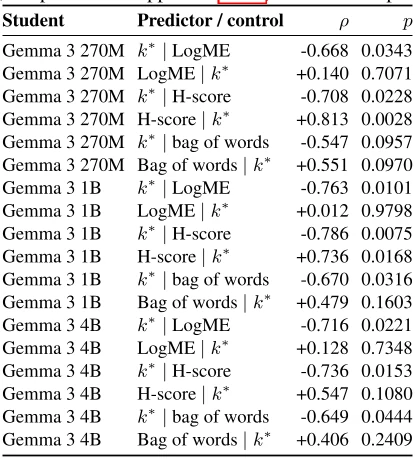 Student Predictor / control ρ p
Gemma 3 270M k* | LogME -0.668 0.0343
Gemma 3 270M LogME | k* +0.140 0.7071
Gemma 3 270M k* | H-score -0.708 0.0228
Gemma 3 270M H-score | k* +0.813 0.0028
Gemma 3 270M k* | bag of words -0.547 0.0957
Gemma 3 270M Bag of words | k* +0.551 0.0970
Gemma 3 1B k* | LogME -0.763 0.0101
Gemma 3 1B LogME | k* +0.012 0.9798
Gemma 3 1B k* | H-score -0.786 0.0075
Gemma 3 1B H-score | k* +0.736 0.0168
Gemma 3 1B k* | bag of words -0.670 0.0316
Gemma 3 1B Bag of words | k* +0.479 0.1603
Gemma 3 4B k* | LogME -0.716 0.0221
Gemma 3 4B LogME | k* +0.128 0.7348
Gemma 3 4B k* | H-score -0.736 0.0153
Gemma 3 4B H-score | k* +0.547 0.1080
Gemma 3 4B k* | bag of words -0.649 0.0444
Gemma 3 4B Bag of words | k* +0.406 0.2409